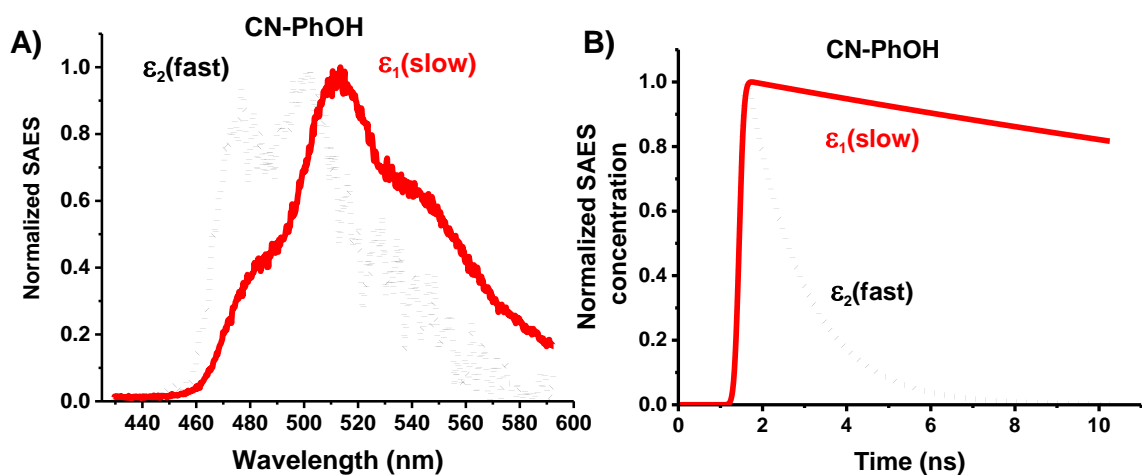 A)
CN-PhOH
ε2(fast)
ε1(slow)
Normalized SAES
1.0
0.8
0.6
0.4
0.2
0.0
440 460 480 500 520 540 560 580 600
Wavelength (nm)
B)
CN-PhOH
Normalized SAES
concentration
1.0
0.8
0.6
0.4
0.2
0.0
ε1(slow)
ε2(fast)
0 2 4 6 8 10
Time (ns)